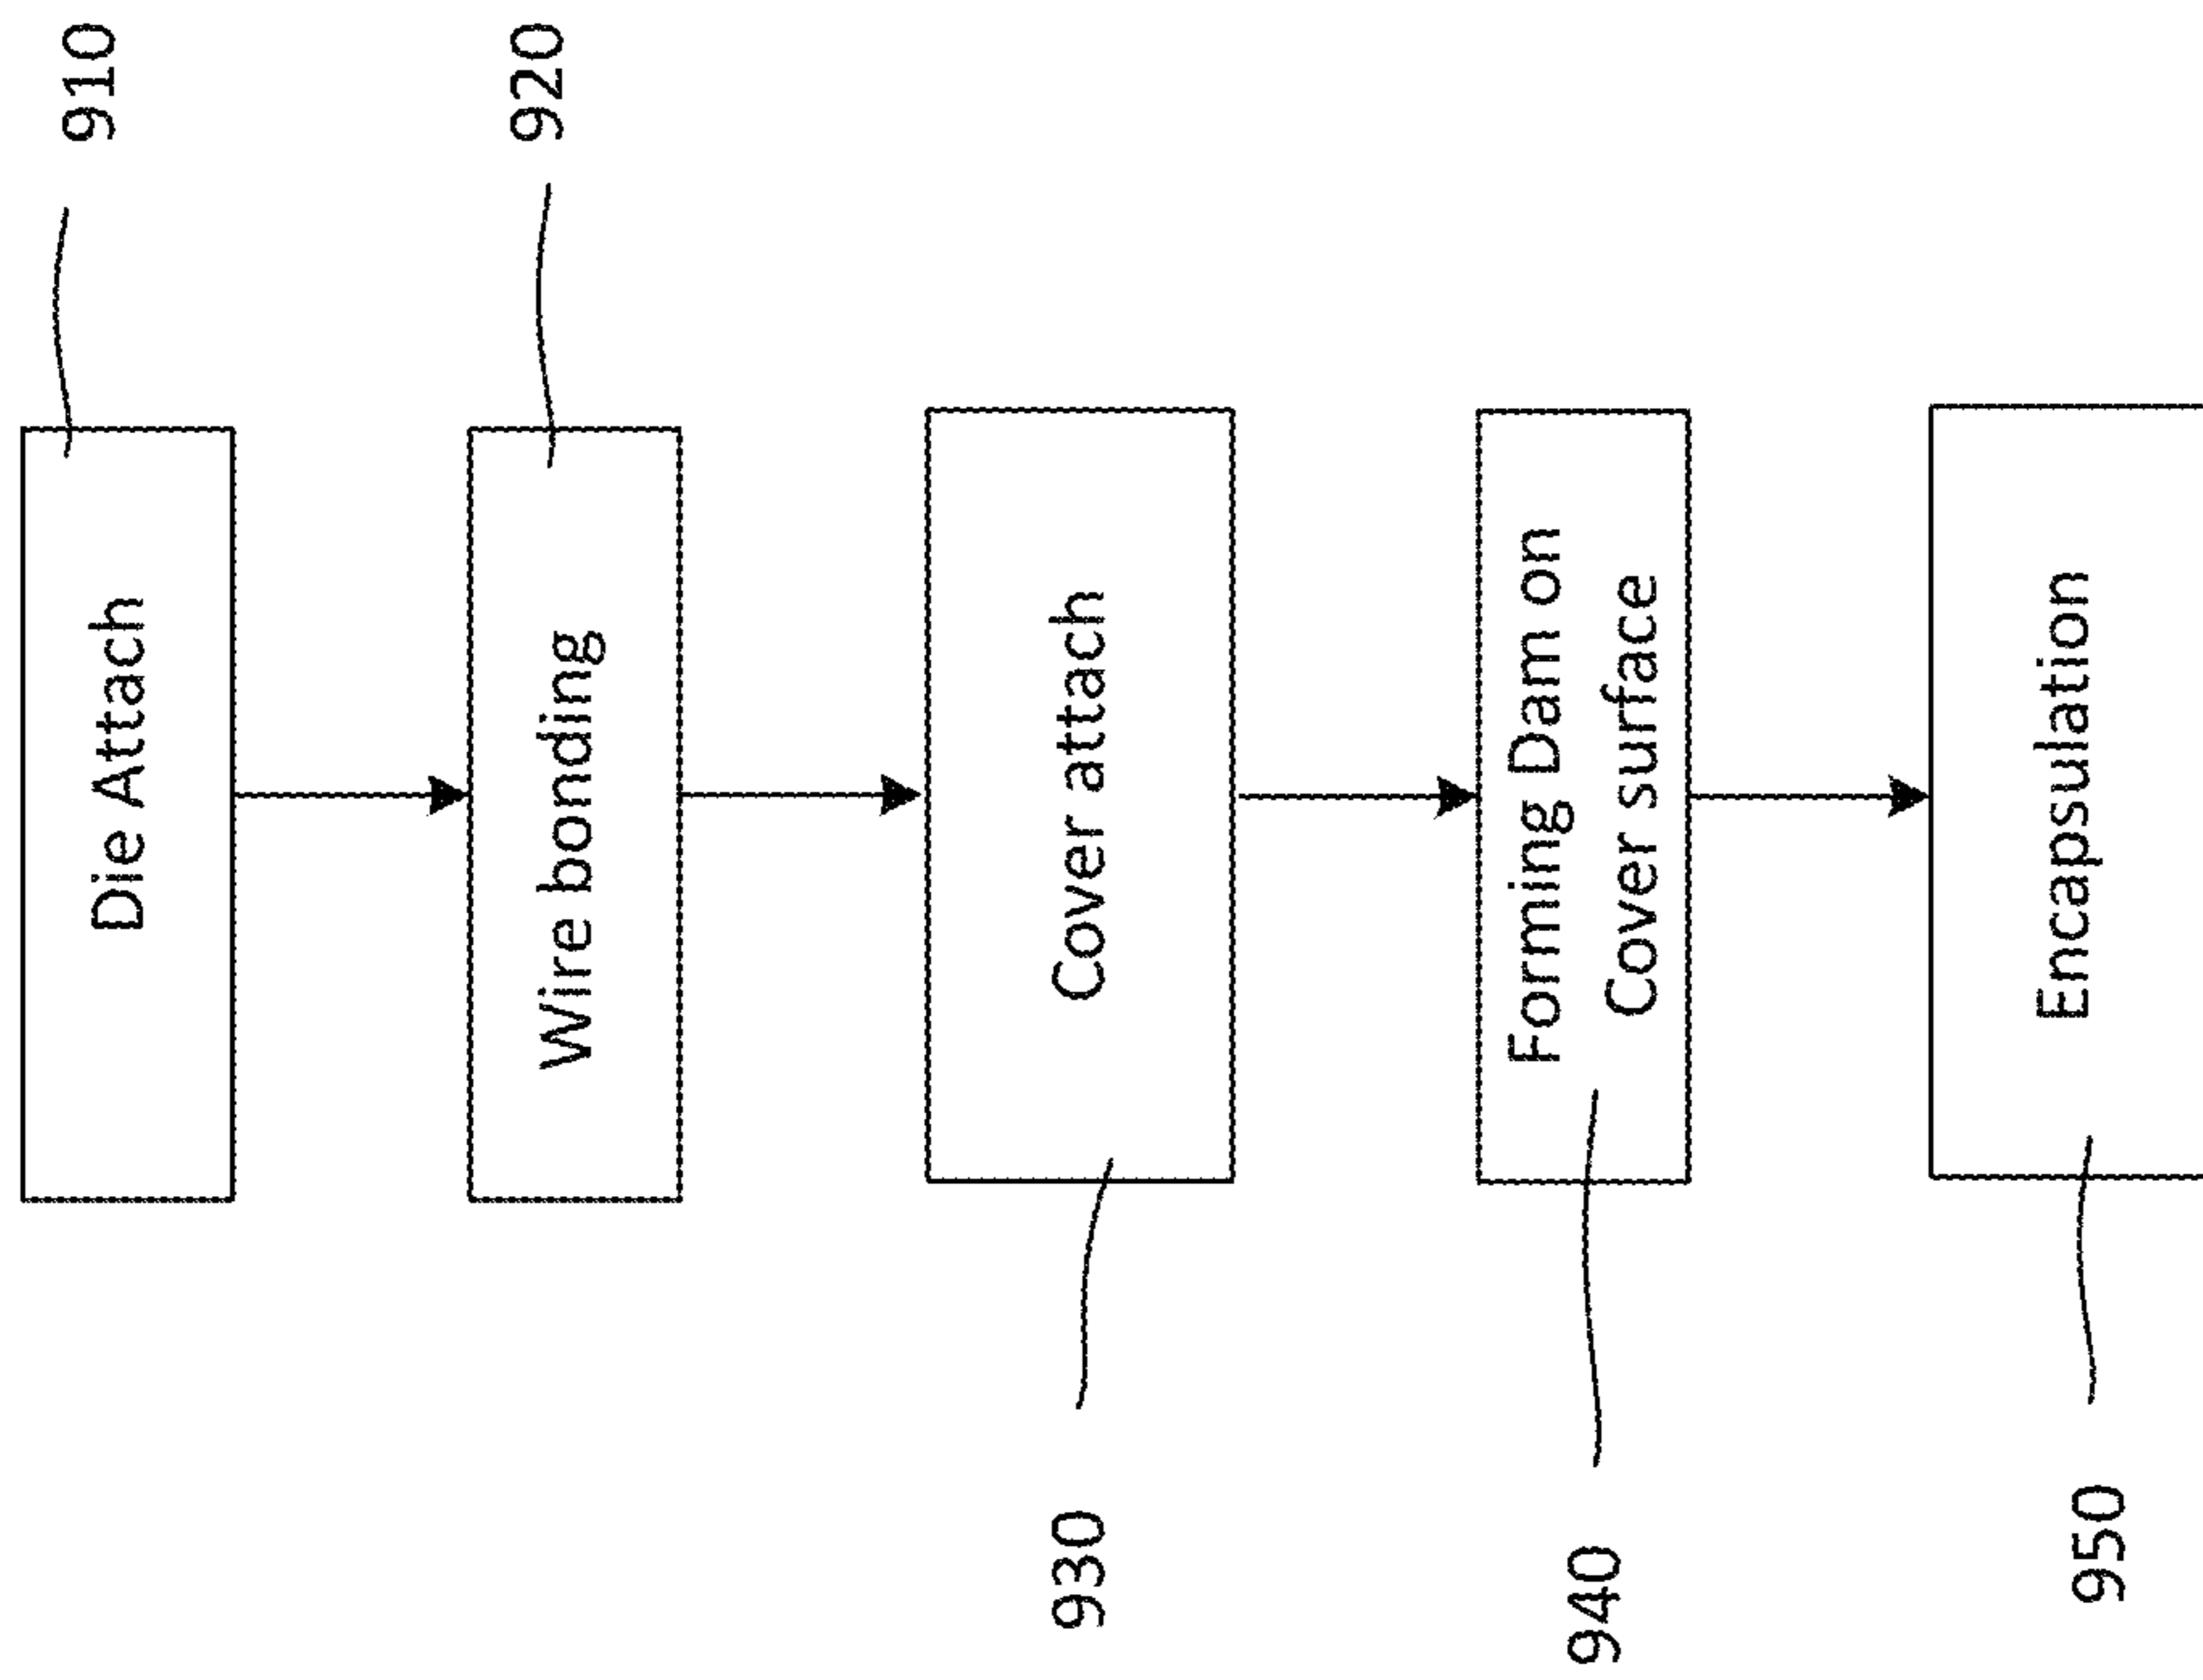 910
Die Attach
920
Wire bonding
930
Cover attach
940
Forming Dam on
Cover surface
950
Encapsulation